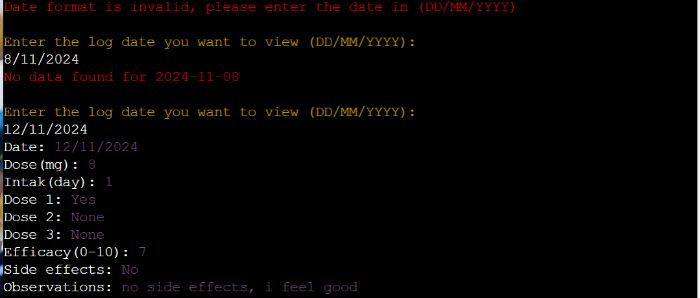 Date format is invalid, please enter the date in (DD/MM/YYYY)
Enter the log date you want to view (DD/MM/YYYY):
8/11/2024
No data found for 2024-11-08
Enter the log date you want to view (DD/MM/YYYY):
12/11/2024
Date: 12/11/2024
Dose(mg): 8
Intak(day): 1
Dose 1: Yes
Dose 2: None
Dose 3: None
Efficacy(0-10): 7
Side effects: No
Observations: no side effects, i feel good